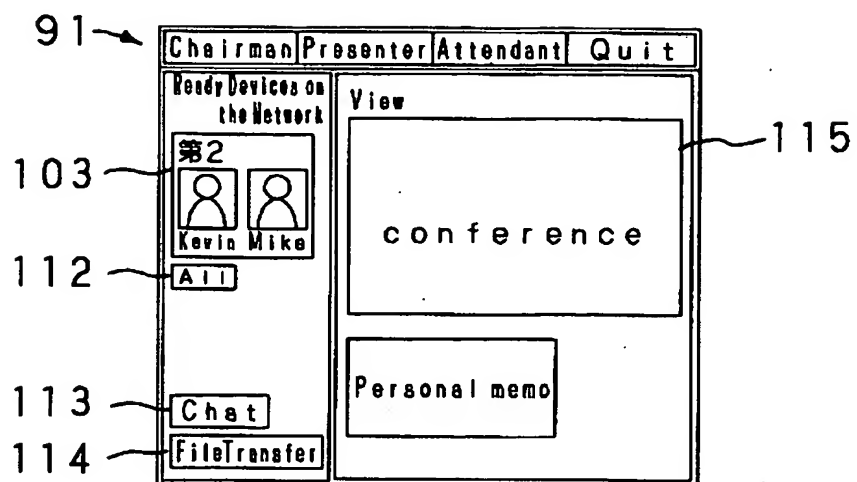 91
Chairman Presenter Attendant Quit
Ready Devices on
the Network
View
115
第2
103
Kevin Mike
conference
112
All
Personal memo
113
Chat
114
FileTransfer